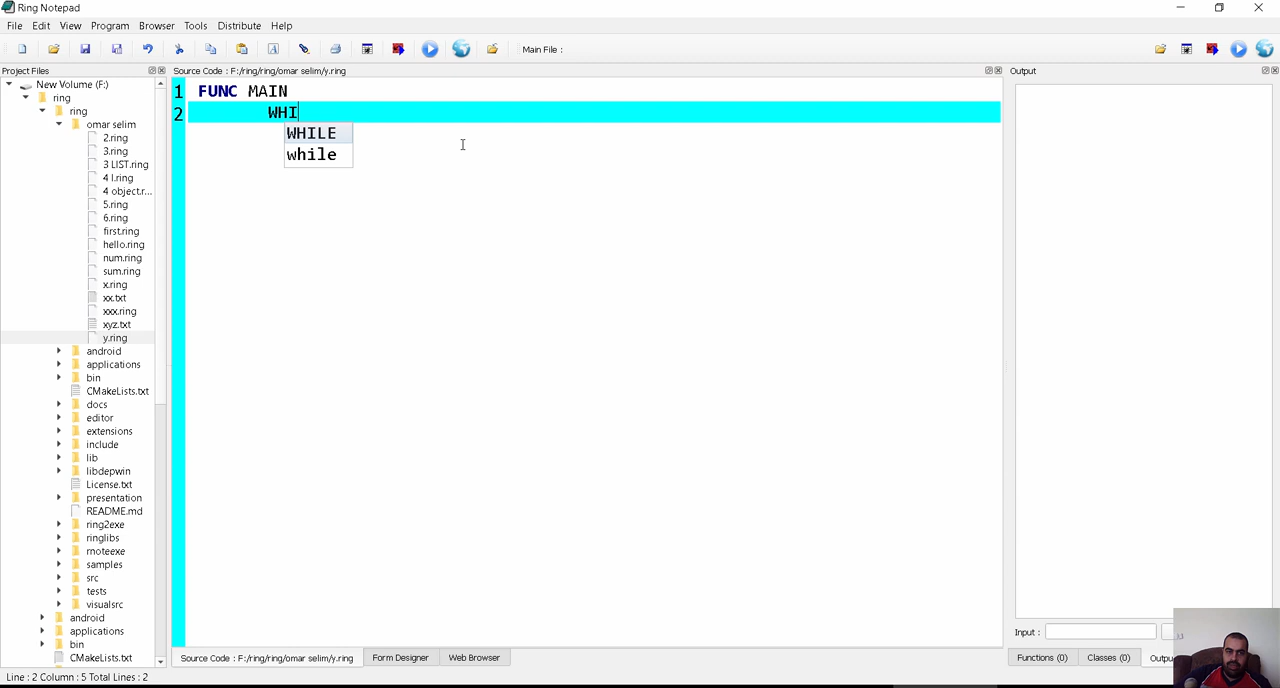 Ring Notepad
File Edit View Program Browser Tools Distribute Help
Main File :
Project Files
New Volume (F:)
ring
ring
omar selim
2.ring
3.ring
3 LIST.ring
4 l.ring
4 object.r...
5.ring
6.ring
first.ring
hello.ring
num.ring
sum.ring
x.ring
xx.txt
xxx.ring
xyz.txt
y.ring
android
applications
bin
CMakeLists.txt
docs
editor
extensions
include
lib
libdepwin
License.txt
presentation
README.md
ring2exe
ringlibs
rnoteexe
samples
src
tests
visualsrc
android
applications
bin
CMakeLists.txt
Source Code : F:/ring/ring/omar selim/y.ring
1 FUNC MAIN
2 WHI
WHILE
while
Source Code : F:/ring/ring/omar selim/y.ring Form Designer Web Browser
Output
Input :
Functions (0) Classes (0)
Line : 2 Column : 5 Total Lines : 2